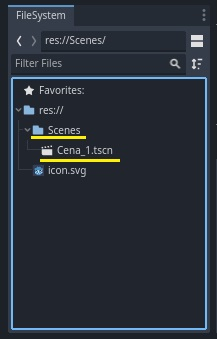 FileSystem
res://Scenes/
Filter Files
Favorites:
res://
Scenes
Cena_1.tscn
icon.svg